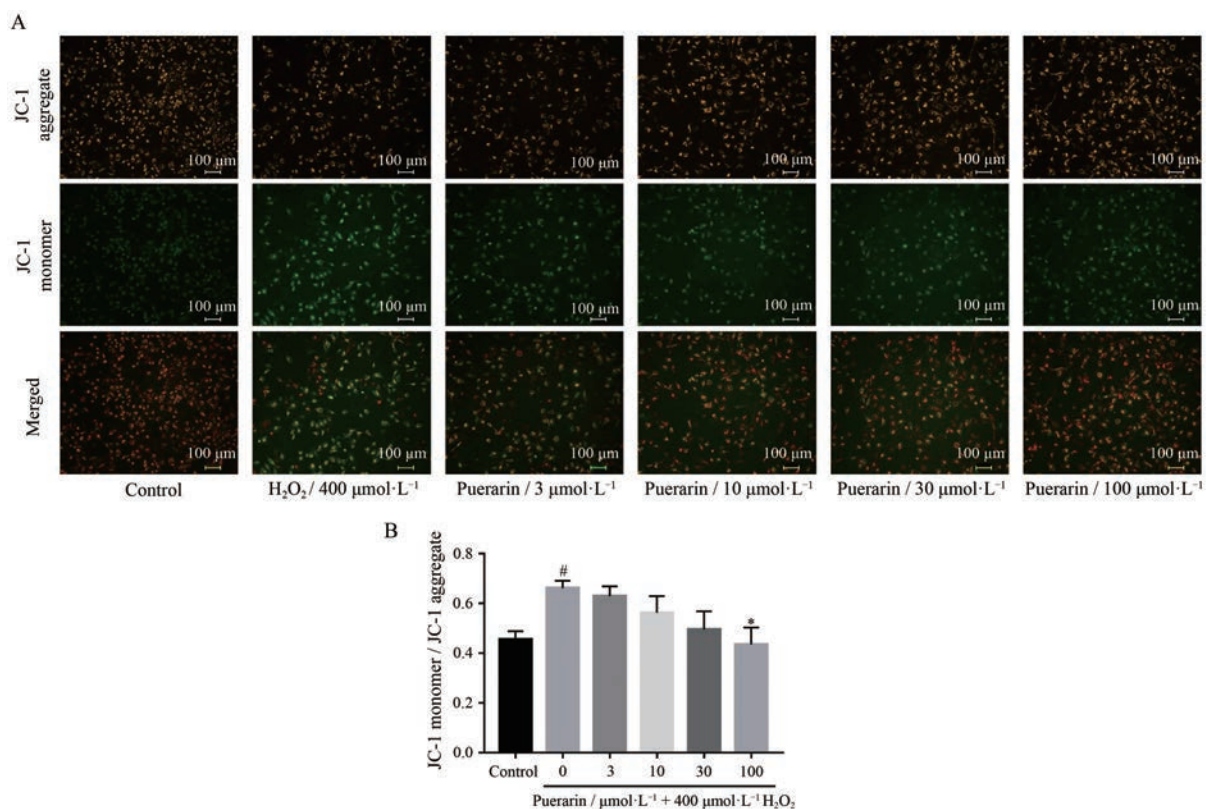 A
JC-1 aggregate
100 μm 100 μm 100 μm 100 μm 100 μm 100 μm
JC-1 monomer
100 μm 100 μm 100 μm 100 μm 100 μm 100 μm
Merged
100 μm 100 μm 100 μm 100 μm 100 μm 100 μm
Control H₂O₂ / 400 μmol·L⁻¹ Puerarin / 3 μmol·L⁻¹ Puerarin / 10 μmol·L⁻¹ Puerarin / 30 μmol·L⁻¹ Puerarin / 100 μmol·L⁻¹
B
JC-1 monomer / JC-1 aggregate
0.8
0.6
0.4
0.2
0.0
#
*
Control 0 3 10 30 100
Puerarin / μmol·L⁻¹ + 400 μmol·L⁻¹ H₂O₂